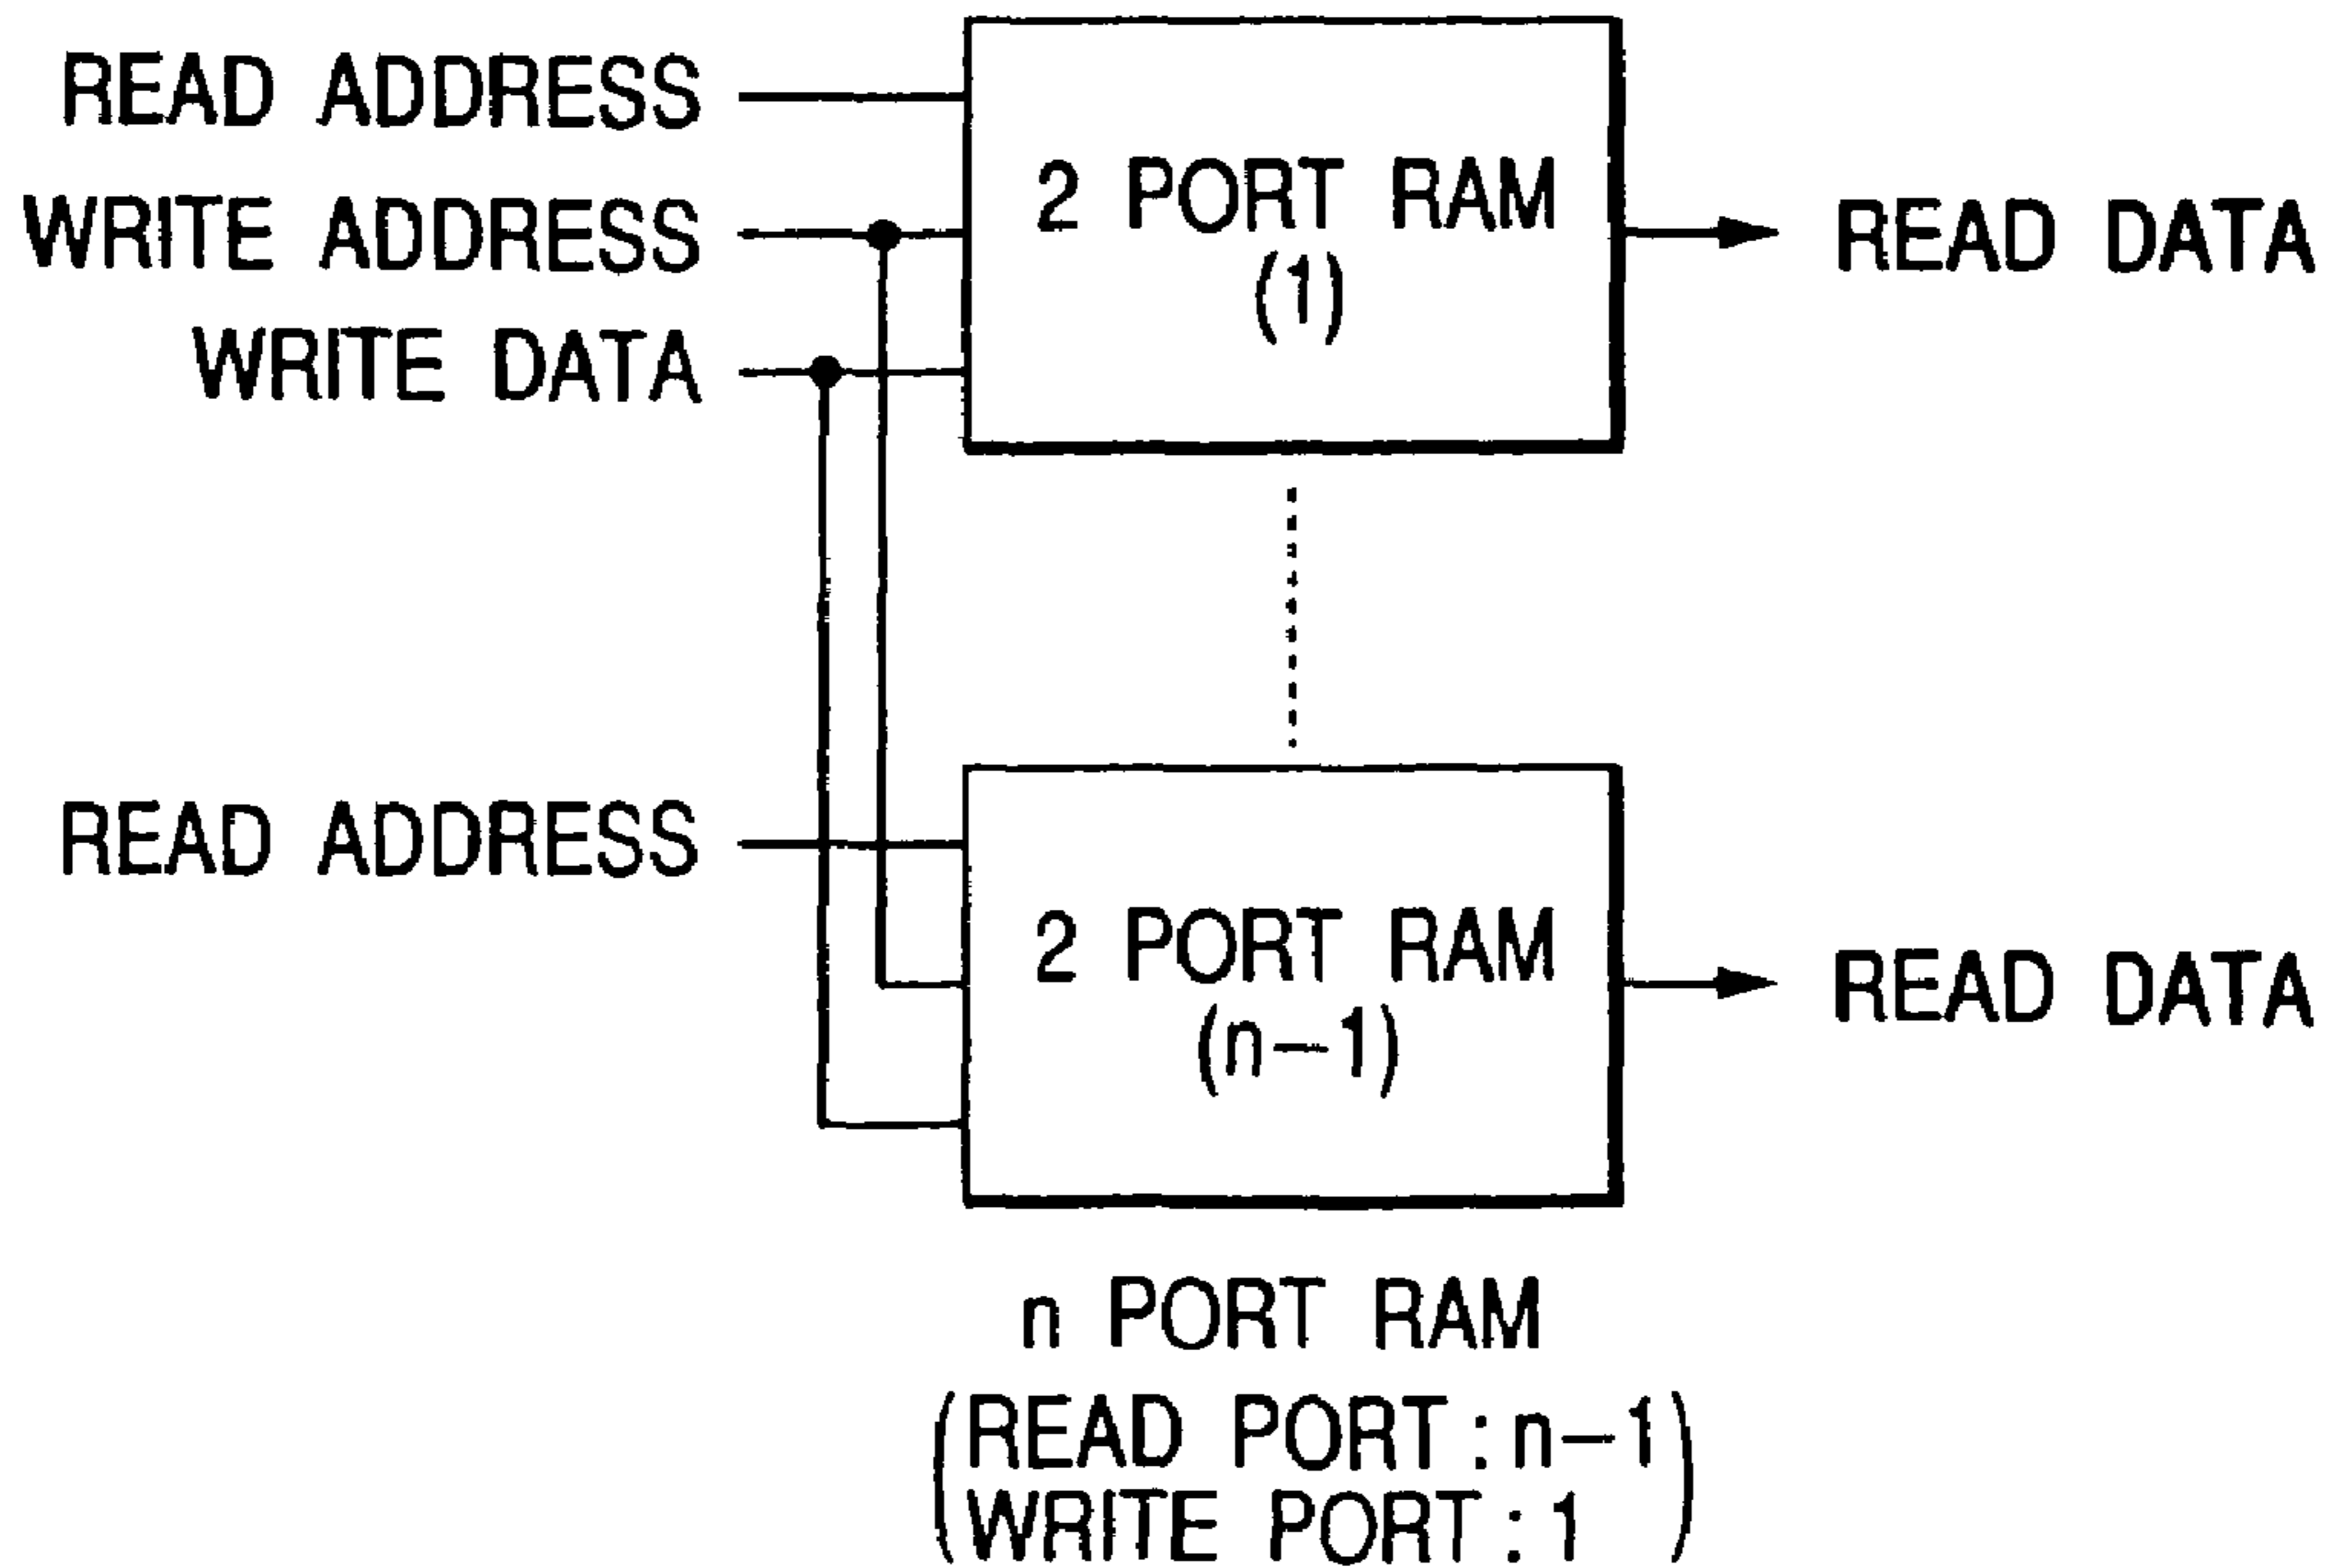 READ ADDRESS
WRITE ADDRESS
WRITE DATA
2 PORT RAM
(1)
READ DATA
READ ADDRESS
2 PORT RAM
(n-1)
READ DATA
n PORT RAM
(READ PORT:n-1
WRITE PORT:1)